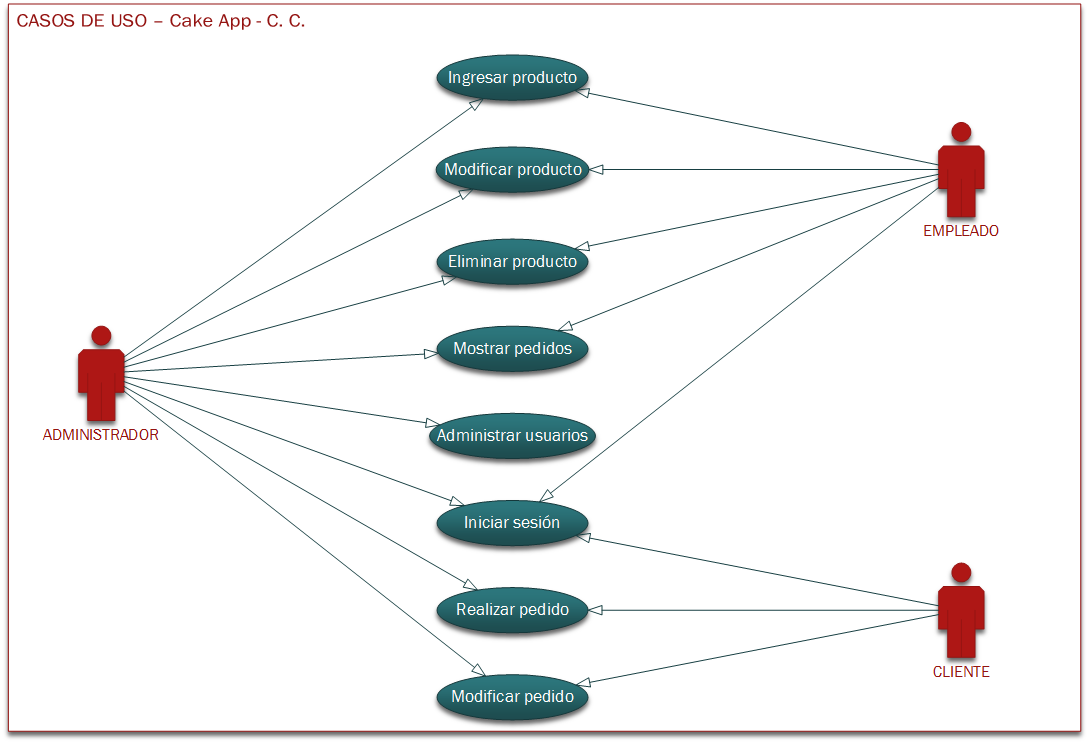 CASOS DE USO – Cake App - C. C.
Ingresar producto
Modificar producto
EMPLEADO
Eliminar producto
Mostrar pedidos
ADMINISTRADOR
Administrar usuarios
Iniciar sesión
Realizar pedido
CLIENTE
Modificar pedido